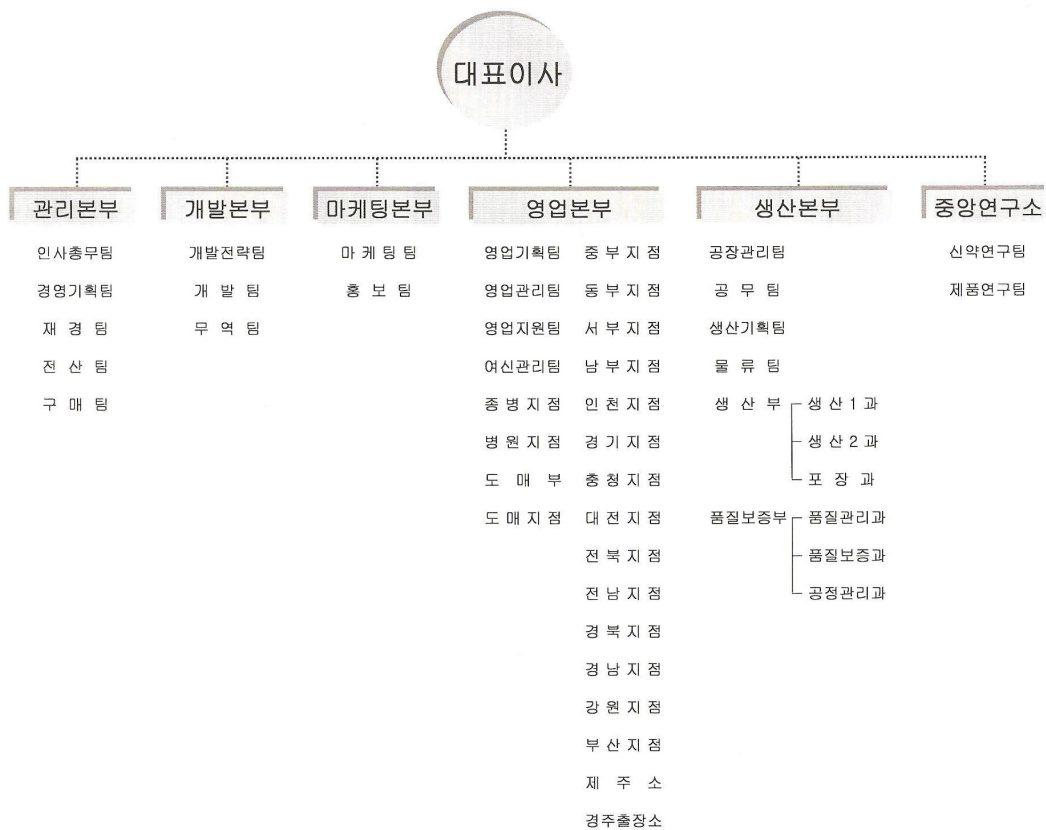 대표이사
관리본부 개발본부 마케팅본부 영업본부 생산본부 중앙연구소
인사총무팀 개발전략팀 마 케 팅 팀 영업기획팀 중 부 지 점 공장관리팀 신약연구팀
경영기획팀 개 발 팀 홍 보 팀 영업관리팀 동 부 지 점 공 무 팀 제품연구팀
재 경 팀 무 역 팀 영업지원팀 서 부 지 점 생산기획팀
전 산 팀 여신관리팀 남 부 지 점 물 류 팀
구 매 팀 종 병 지 점 인 천 지 점 생 산 부 생 산 1 과
병 원 지 점 경 기 지 점 생 산 2 과
도 매 부 충 청 지 점 포 장 과
도 매 지 점 대 전 지 점 품질보증부 품질관리과
전 북 지 점 품질보증과
전 남 지 점 공정관리과
경 북 지 점
경 남 지 점
강 원 지 점
부 산 지 점
제 주 소
경주출장소